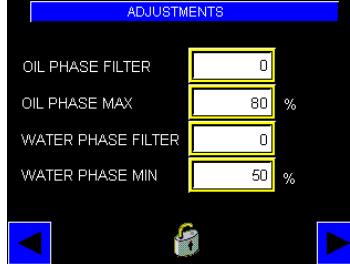 ADJUSTMENTS
OIL PHASE FILTER 0
OIL PHASE MAX 80 %
WATER PHASE FILTER 0
WATER PHASE MIN 50 %